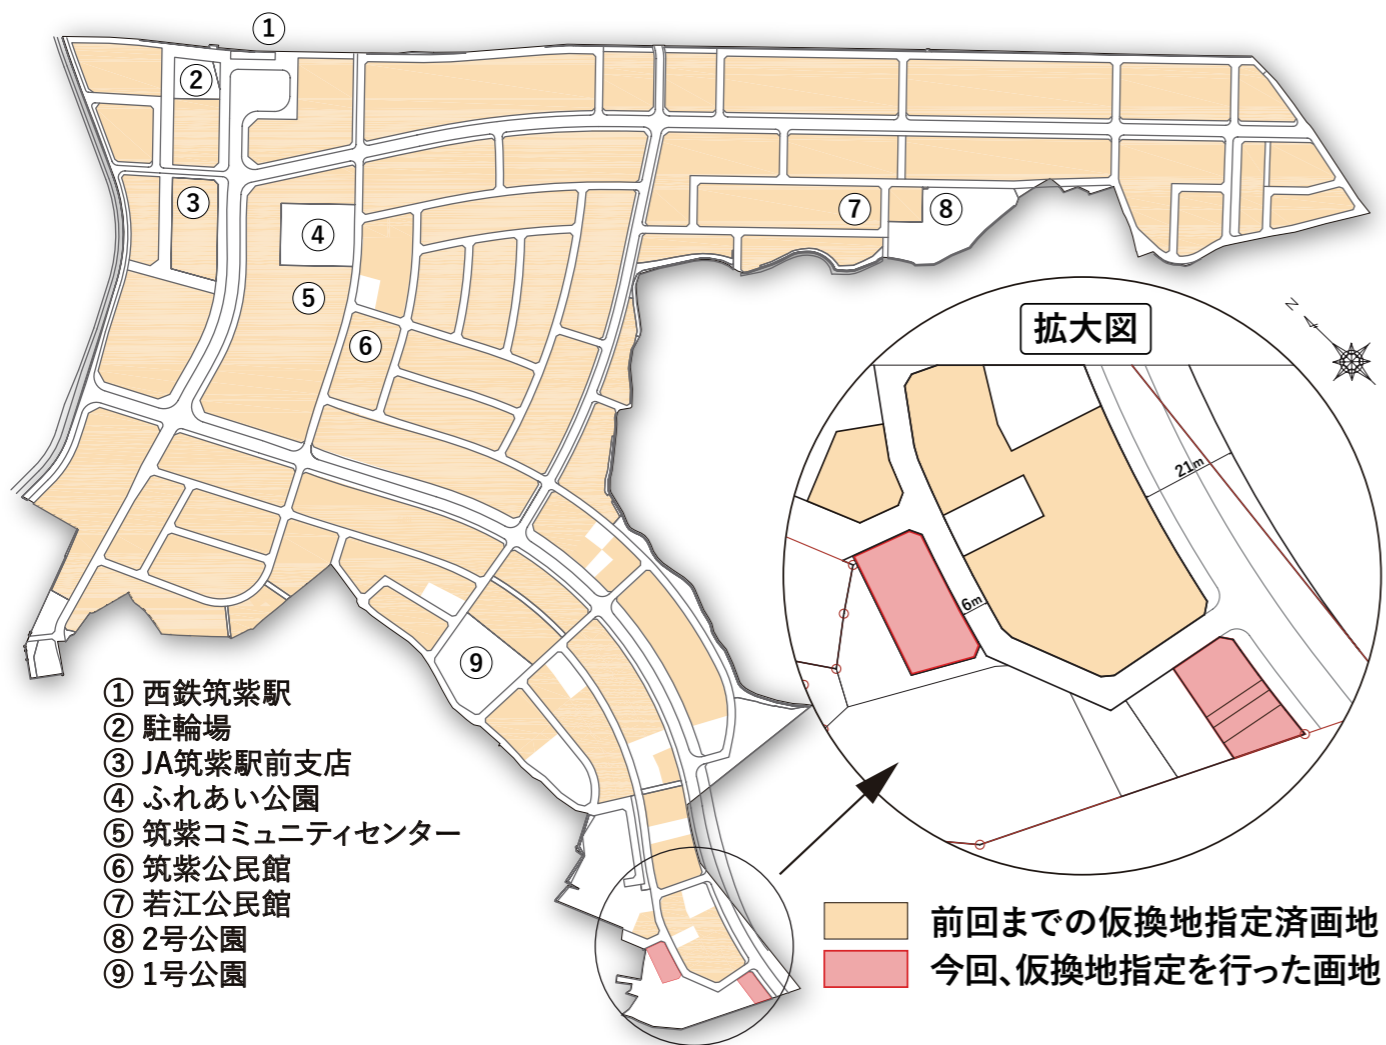 ①
②
③
④
⑤
⑥
⑦
⑧
⑨
拡大図
N
21m
6m
① 西鉄筑紫駅
② 駐輪場
③ JA筑紫駅前支店
④ ふれあい公園
⑤ 筑紫コミュニティセンター
⑥ 筑紫公民館
⑦ 若江公民館
⑧ 2号公園
⑨ 1号公園
前回までの仮換地指定済画地
今回、仮換地指定を行った画地